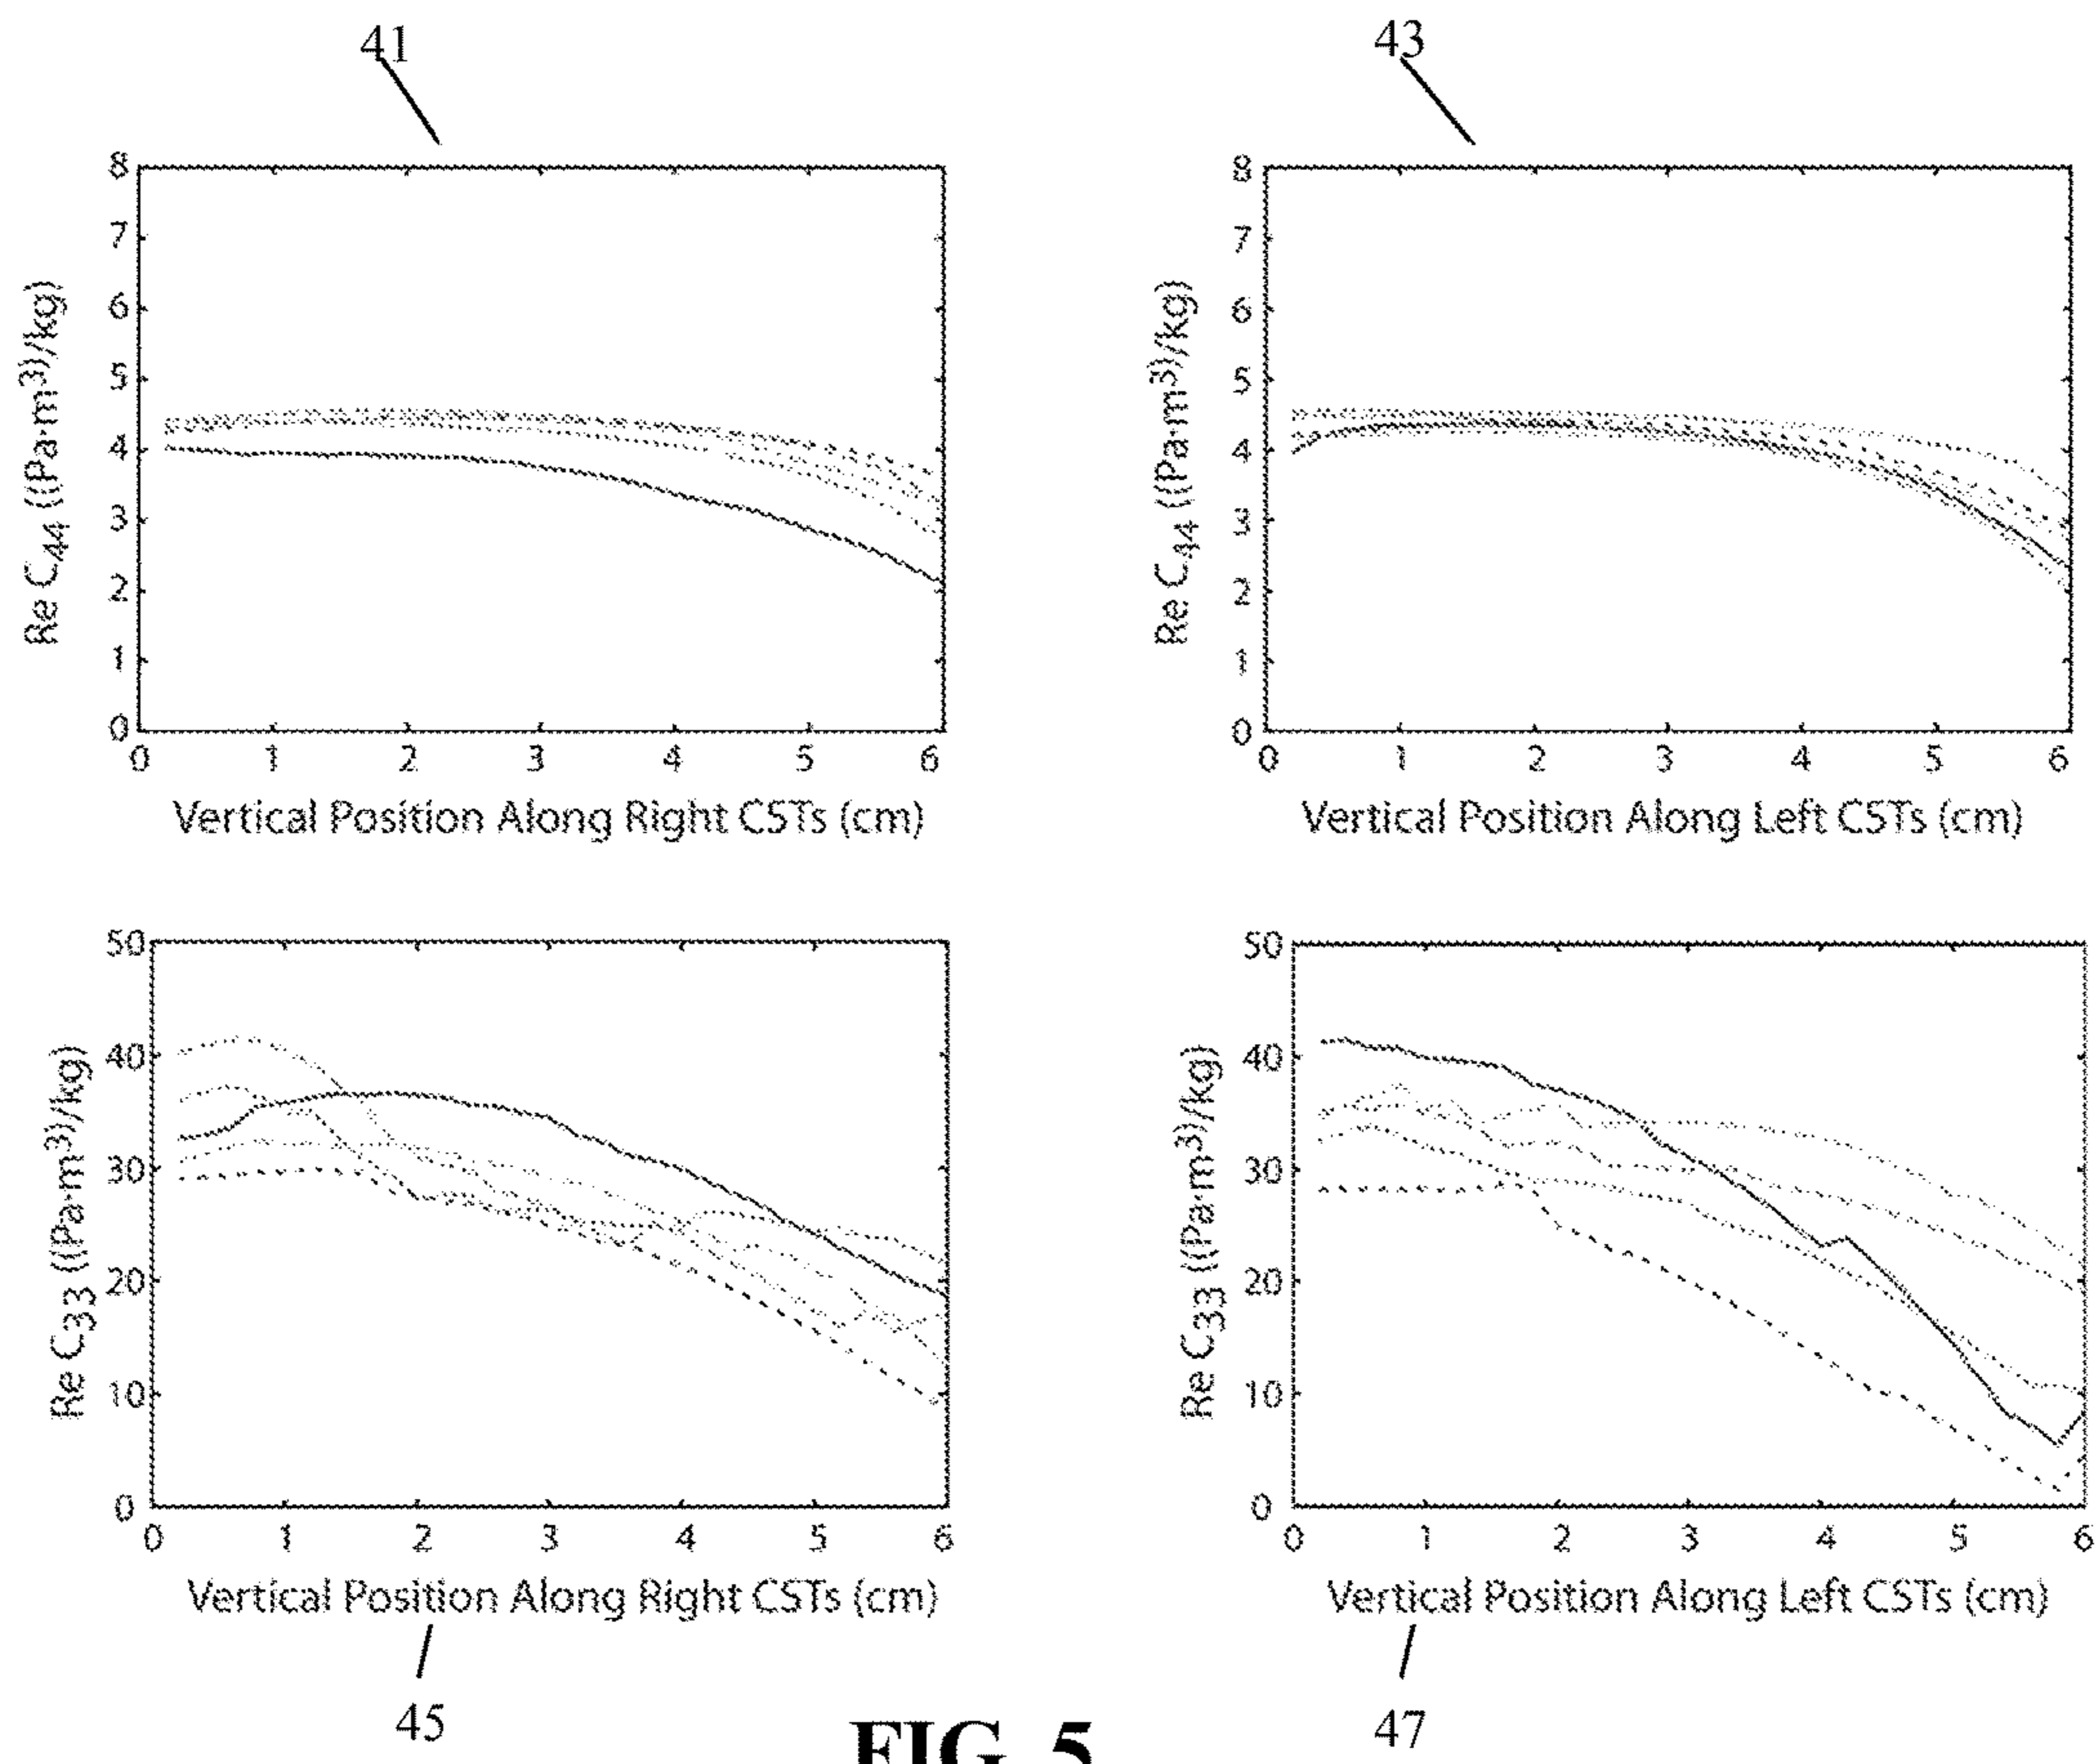 41
43
8
7
6
5
4
3
2
1
0
0 1 2 3 4 5 6
Re C44 ((Pa·m³)/kg)
Vertical Position Along Right CSTs (cm)
8
7
6
5
4
3
2
1
0
0 1 2 3 4 5 6
Re C44 ((Pa·m³)/kg)
Vertical Position Along Left CSTs (cm)
50
40
30
20
10
0
0 1 2 3 4 5 6
Re C33 ((Pa·m³)/kg)
Vertical Position Along Right CSTs (cm)
50
40
30
20
10
0
0 1 2 3 4 5 6
Re C33 ((Pa·m³)/kg)
Vertical Position Along Left CSTs (cm)
45
47
FIG. 5